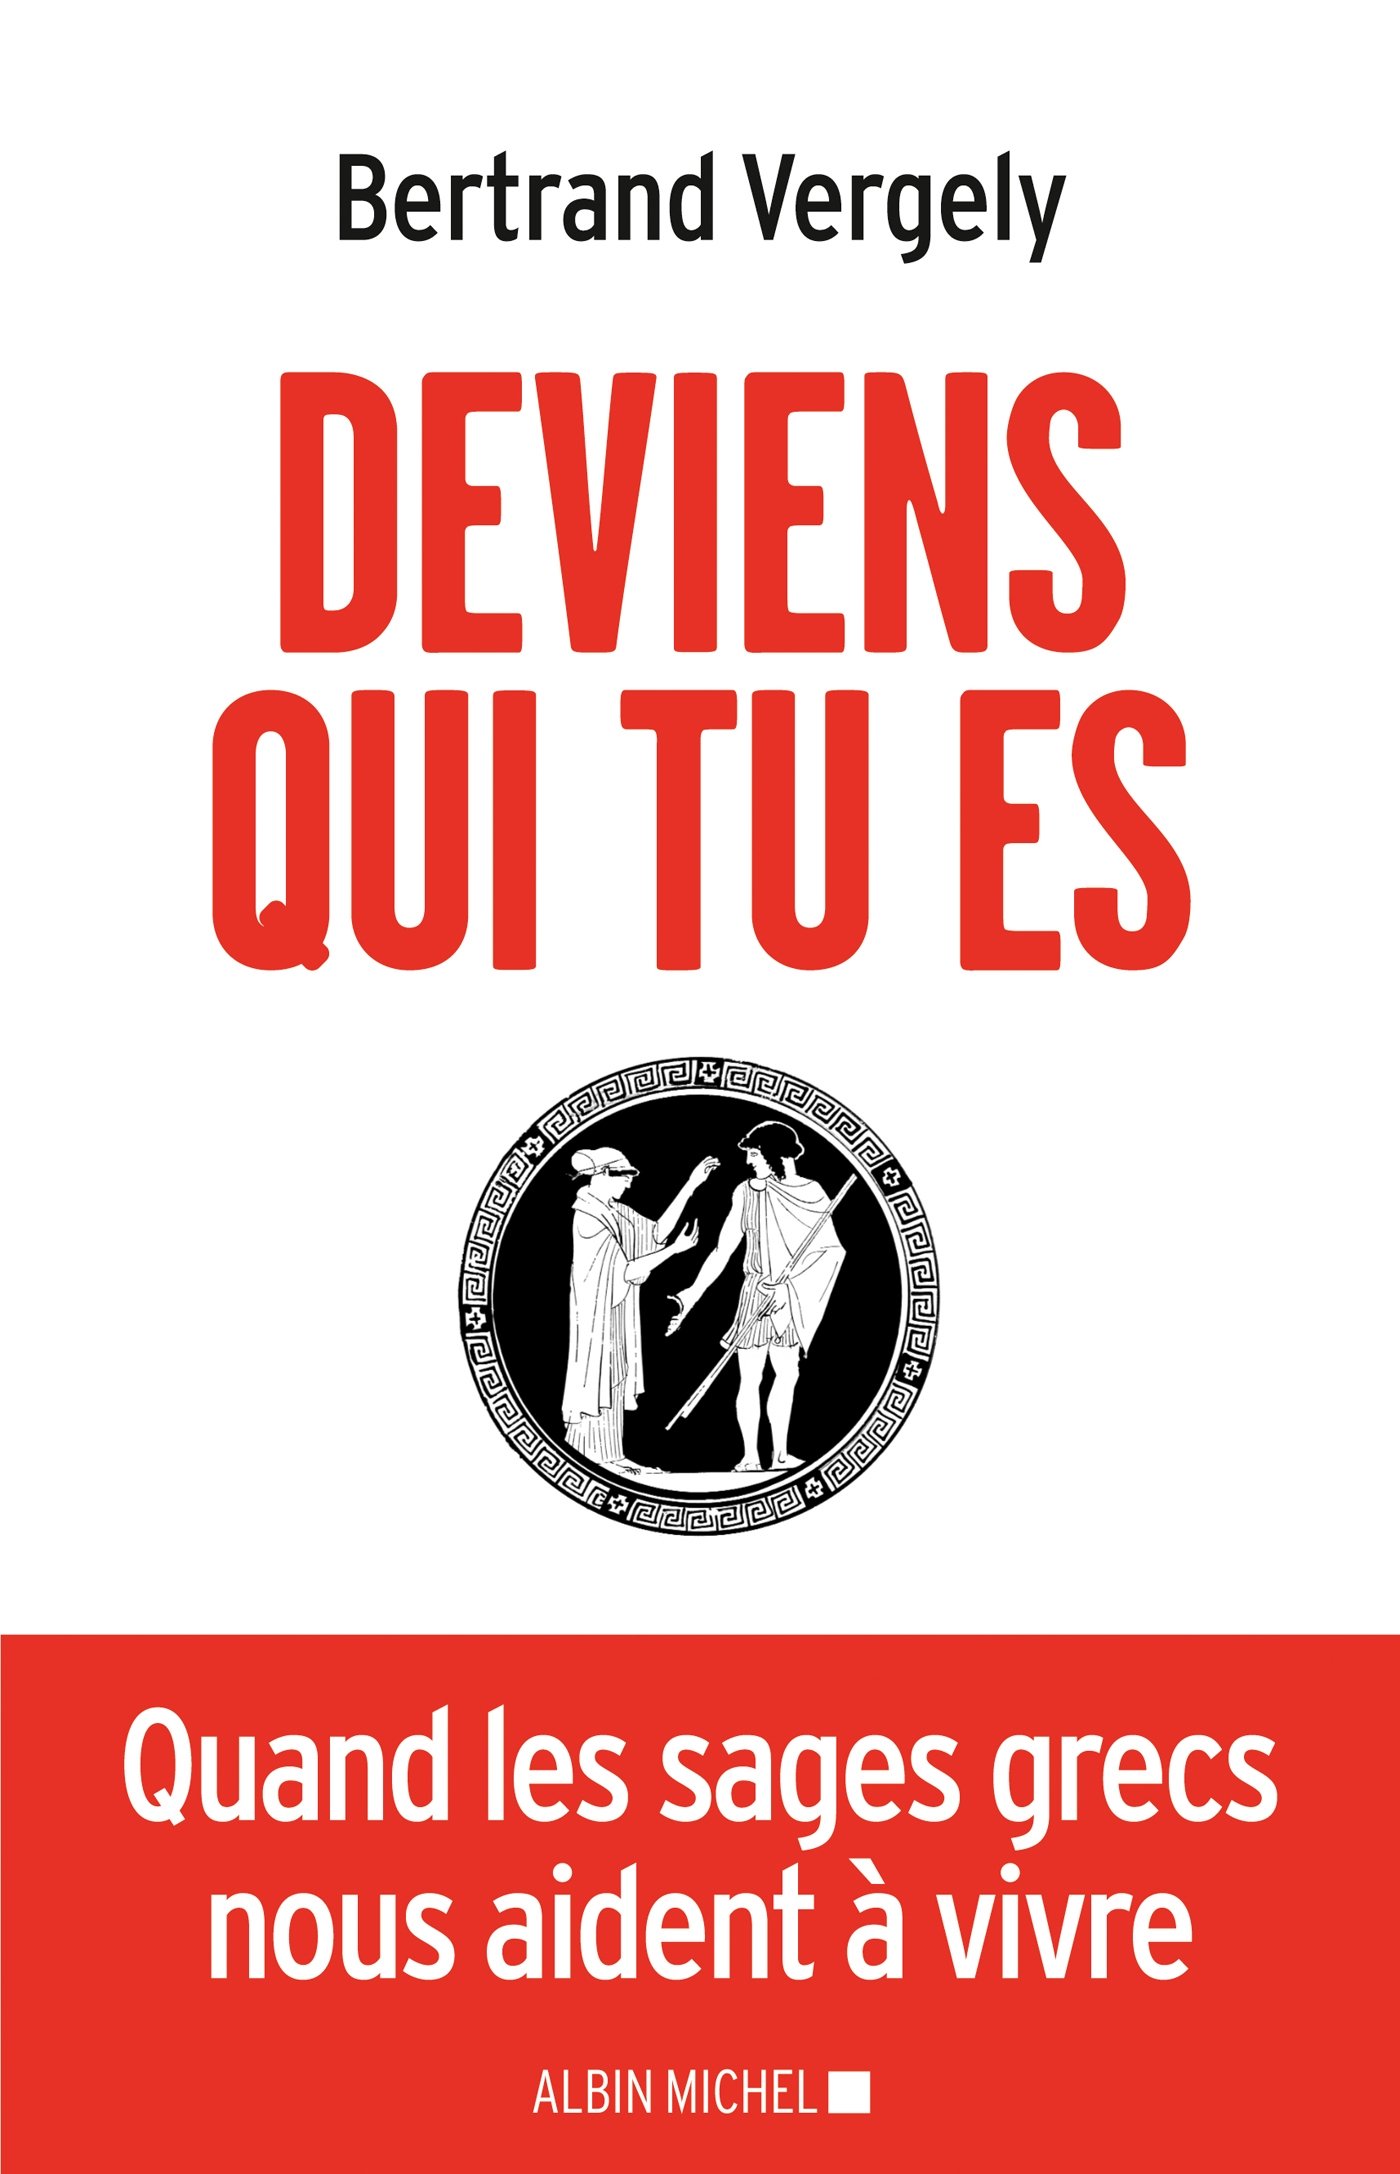 Bertrand Vergely
DEVIENS
QUI TU ES
Quand les sages grecs
nous aident à vivre
ALBIN MICHEL